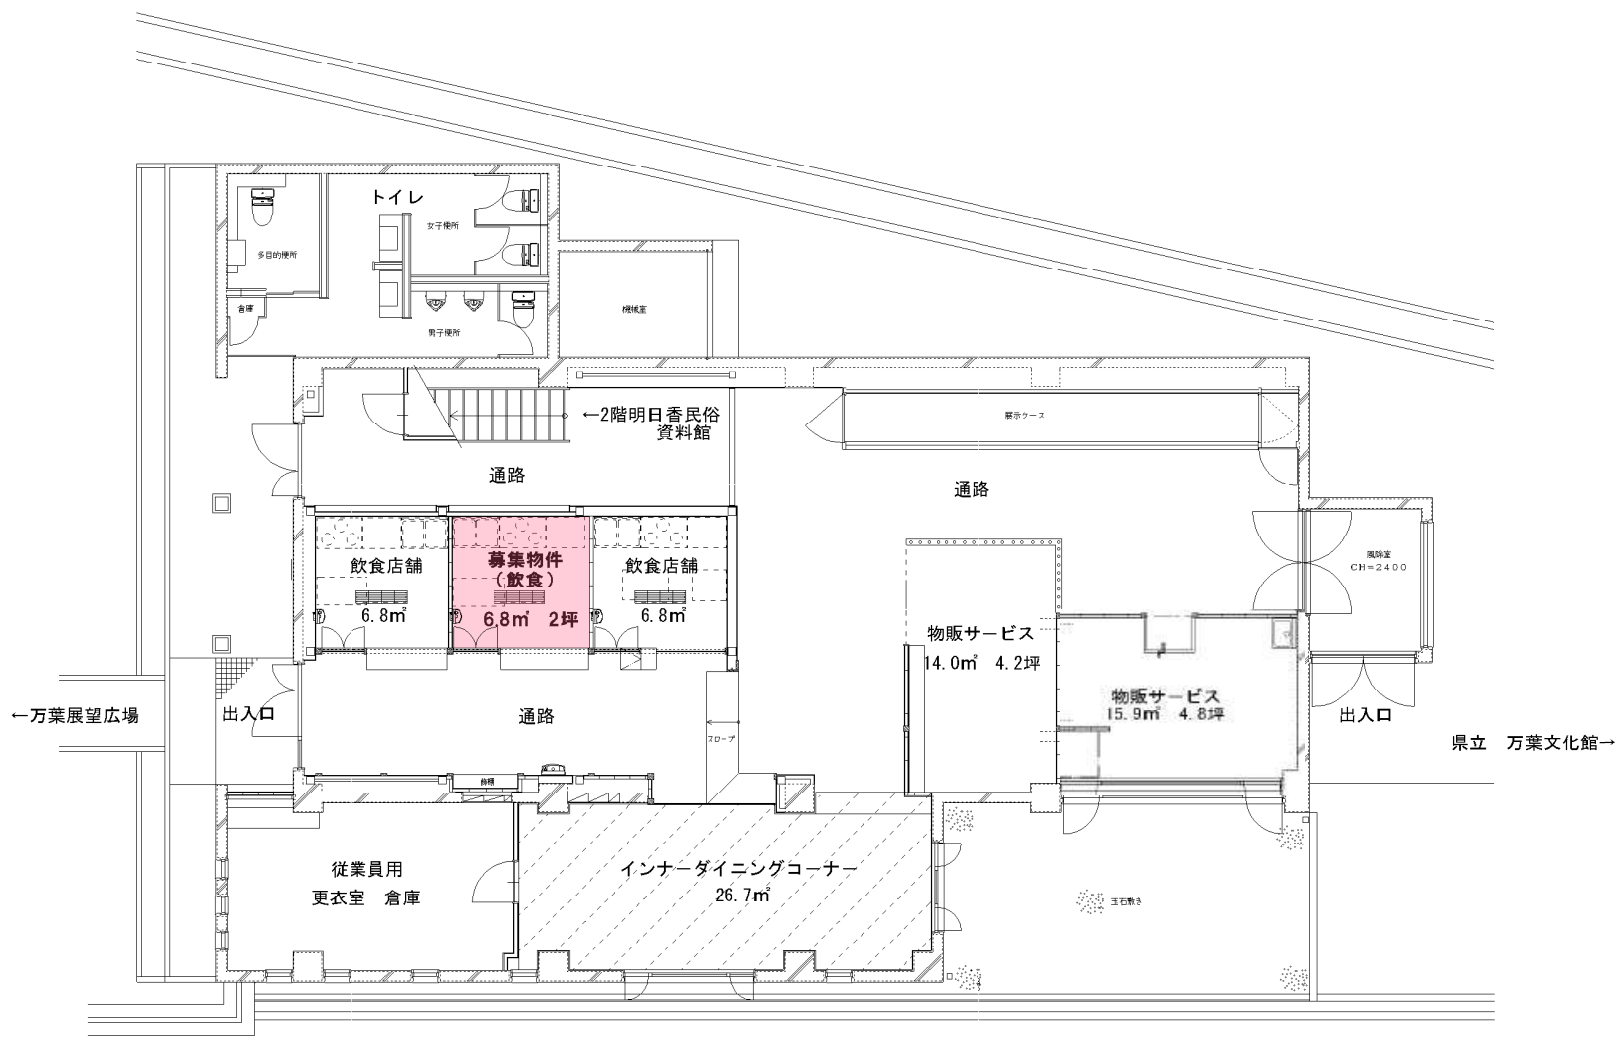 トイレ
女子便所
多目的便所
倉庫
男子便所
機械室
←2階明日香民俗
資料館
展示ケース
通路
通路
飲食店舗
6.8㎡
募集物件
(飲食)
6.8㎡ 2坪
飲食店舗
6.8㎡
風除室
CH=2400
物販サービス
14.0㎡ 4.2坪
物販サービス
15.9㎡ 4.8坪
←万葉展望広場
出入口
通路
スロープ
出入口
県立 万葉文化館→
飾棚
従業員用
更衣室 倉庫
インナーダイニングコーナー
26.7㎡
玉石敷き